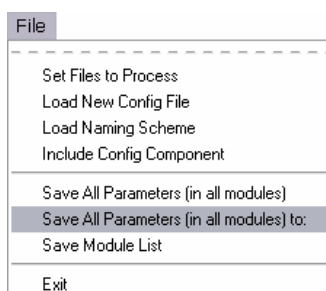 File
Set Files to Process
Load New Config File
Load Naming Scheme
Include Config Component
Save All Parameters (in all modules)
Save All Parameters (in all modules) to:
Save Module List
Exit